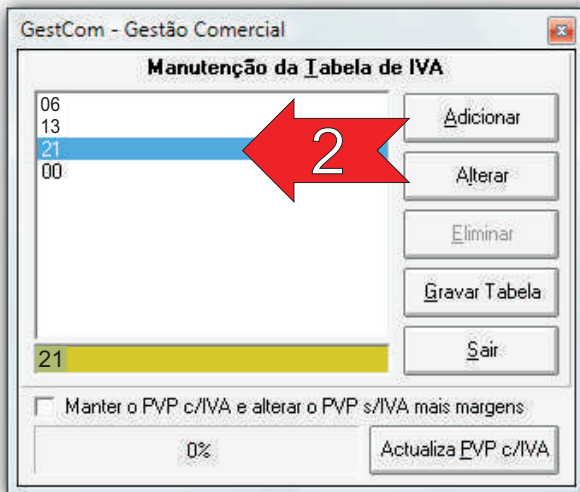 GestCom - Gestão Comercial
Manutenção da Tabela de IVA
06
13
21
00
2
Adicionar
Alterar
Eliminar
Gravar Tabela
Sair
21
Manter o PVP c/IVA e alterar o PVP s/IVA mais margens
0%
Actualiza PVP c/IVA